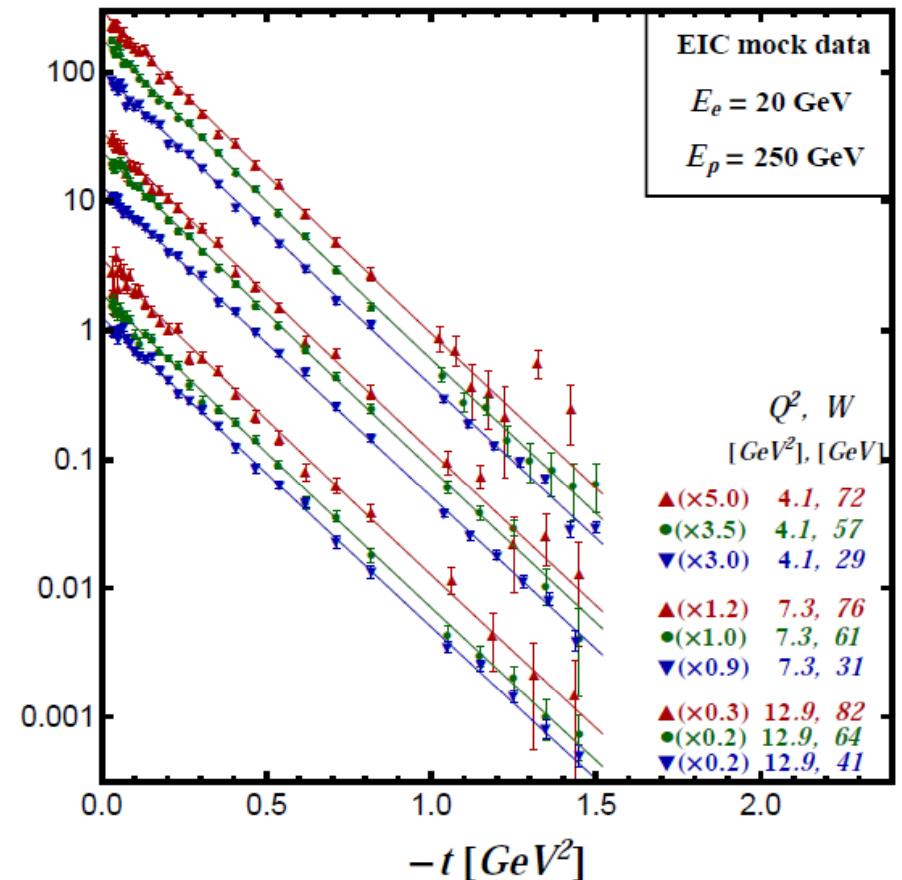 EIC mock data
E_e = 20 GeV
E_p = 250 GeV
100
10
1
0.1
0.01
0.001
Q², W
[GeV²], [GeV]
▲(×5.0) 4.1, 72
●(×3.5) 4.1, 57
▼(×3.0) 4.1, 29
▲(×1.2) 7.3, 76
●(×1.0) 7.3, 61
▼(×0.9) 7.3, 31
▲(×0.3) 12.9, 82
●(×0.2) 12.9, 64
▼(×0.2) 12.9, 41
0.0 0.5 1.0 1.5 2.0
−t [GeV²]